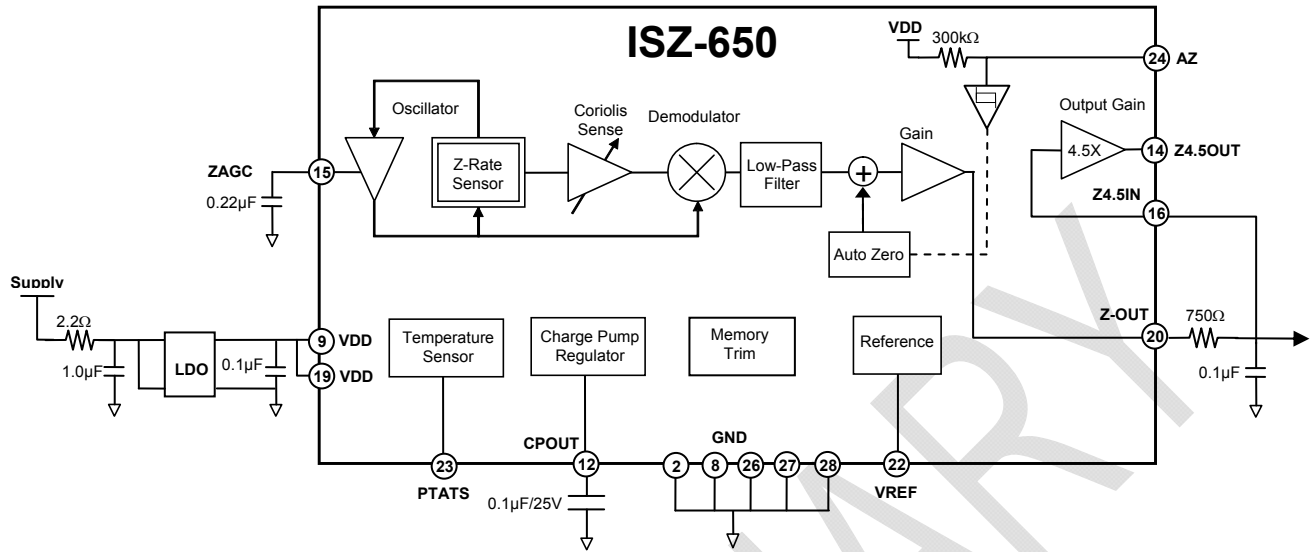 ISZ-650
VDD
300kΩ
24
AZ
Oscillator
Coriolis
Sense
Demodulator
Gain
Output Gain
4.5X
14
Z4.5OUT
ZAGC
15
0.22µF
Z-Rate
Sensor
Low-Pass
Filter
+
Z4.5IN
16
Auto Zero
Supply
2.2Ω
1.0µF
LDO
0.1µF
9
VDD
19
VDD
Temperature
Sensor
Charge Pump
Regulator
Memory
Trim
Reference
Z-OUT
20
750Ω
0.1µF
CPOUT
GND
23
12
2
8
26
27
28
22
PTATS
0.1µF/25V
VREF